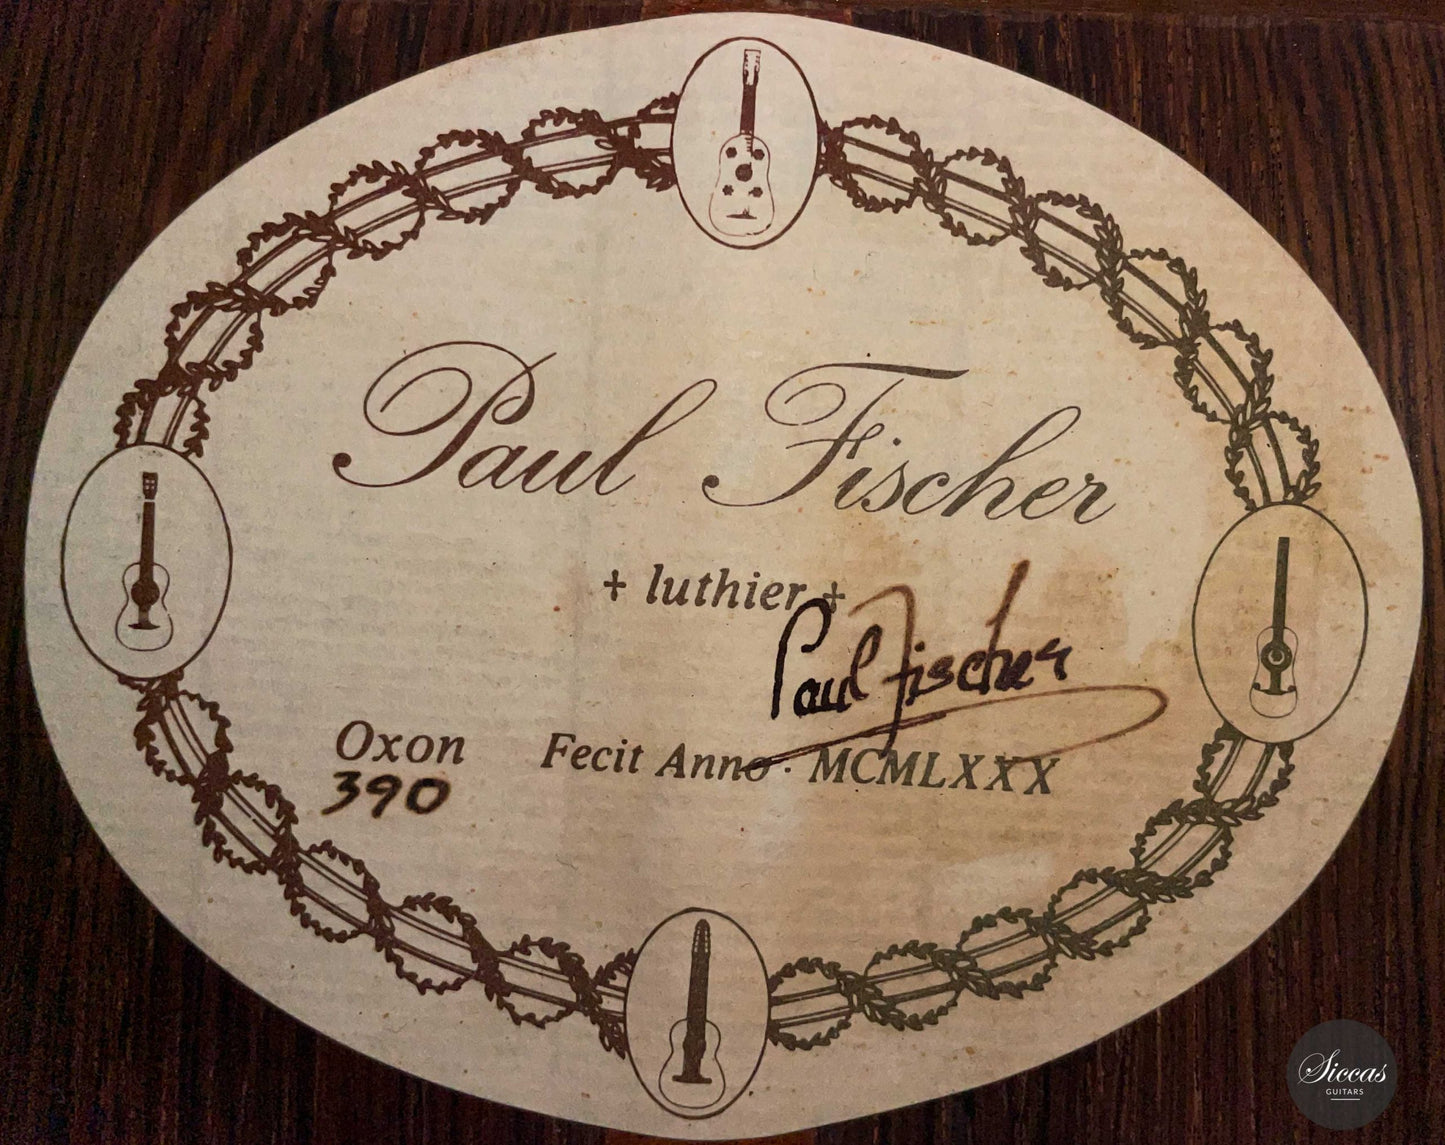 Paul Fischer
+ luthier +
Paul Fischer
Oxon Fecit Anno · MCMLXXX
390
Siccas
GUITARS